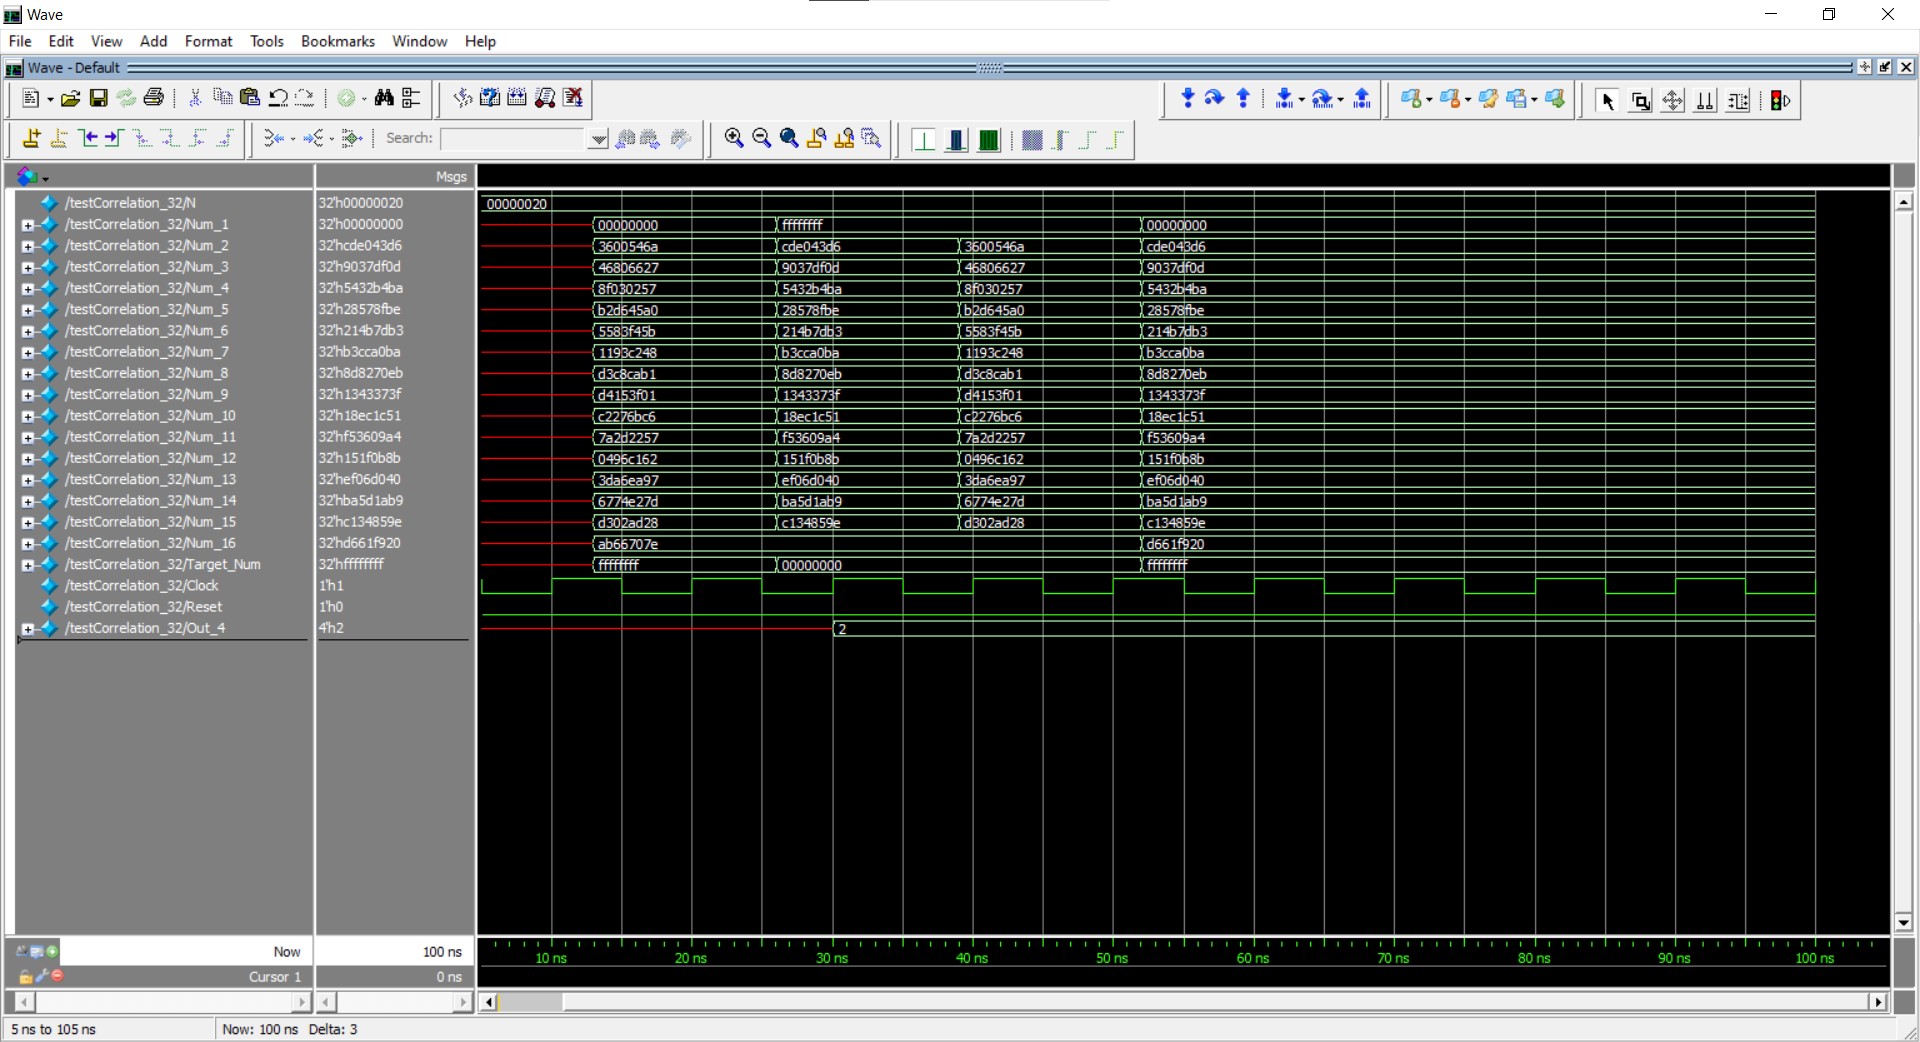 Wave
File Edit View Add Format Tools Bookmarks Window Help
Wave - Default
Search:
Msgs
/testCorrelation_32/N 32'h00000020 00000020
/testCorrelation_32/Num_1 32'h00000000 00000000 ffffffff 00000000
/testCorrelation_32/Num_2 32'hcde043d6 3600546a cde043d6 3600546a cde043d6
/testCorrelation_32/Num_3 32'h9037df0d 46806627 9037df0d 46806627 9037df0d
/testCorrelation_32/Num_4 32'h5432b4ba 8f030257 5432b4ba 8f030257 5432b4ba
/testCorrelation_32/Num_5 32'h28578fbe b2d645a0 28578fbe b2d645a0 28578fbe
/testCorrelation_32/Num_6 32'h214b7db3 5583f45b 214b7db3 5583f45b 214b7db3
/testCorrelation_32/Num_7 32'hb3cca0ba 1193c248 b3cca0ba 1193c248 b3cca0ba
/testCorrelation_32/Num_8 32'h8d8270eb d3c8cab1 8d8270eb d3c8cab1 8d8270eb
/testCorrelation_32/Num_9 32'h1343373f d4153f01 1343373f d4153f01 1343373f
/testCorrelation_32/Num_10 32'h18ec1c51 c2276bc6 18ec1c51 c2276bc6 18ec1c51
/testCorrelation_32/Num_11 32'hf53609a4 7a2d2257 f53609a4 7a2d2257 f53609a4
/testCorrelation_32/Num_12 32'h151f0b8b 0496c162 151f0b8b 0496c162 151f0b8b
/testCorrelation_32/Num_13 32'hef06d040 3da6ea97 ef06d040 3da6ea97 ef06d040
/testCorrelation_32/Num_14 32'hba5d1ab9 6774e27d ba5d1ab9 6774e27d ba5d1ab9
/testCorrelation_32/Num_15 32'hc134859e d302ad28 c134859e d302ad28 c134859e
/testCorrelation_32/Num_16 32'hd661f920 ab66707e d661f920
/testCorrelation_32/Target_Num 32'hffffffff ffffffff 00000000 ffffffff
/testCorrelation_32/Clock 1'h1
/testCorrelation_32/Reset 1'h0
/testCorrelation_32/Out_4 4'h2 2
Now 100 ns
10 ns 20 ns 30 ns 40 ns 50 ns 60 ns 70 ns 80 ns 90 ns 100 ns
Cursor 1 0 ns
5 ns to 105 ns Now: 100 ns Delta: 3